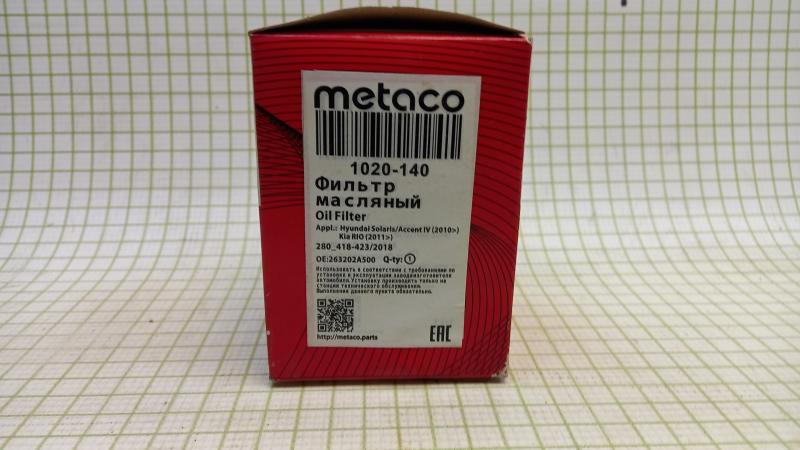 metaco
1020-140
Фильтр
масляный
Oil Filter
Appl.: Hyundai Solaris/Accent IV (2010>)
Kia RIO (2011>)
280_418-423/2018
OE:263202A500 Q-ty: 1
Использовать в соответствии с требованиями по
установке и эксплуатации заводоизготовителя
автомобиля.Установку производить только на
станции технического обслуживания.
Выполнение данного пункта обязательно.
http://metaco.parts
EAC